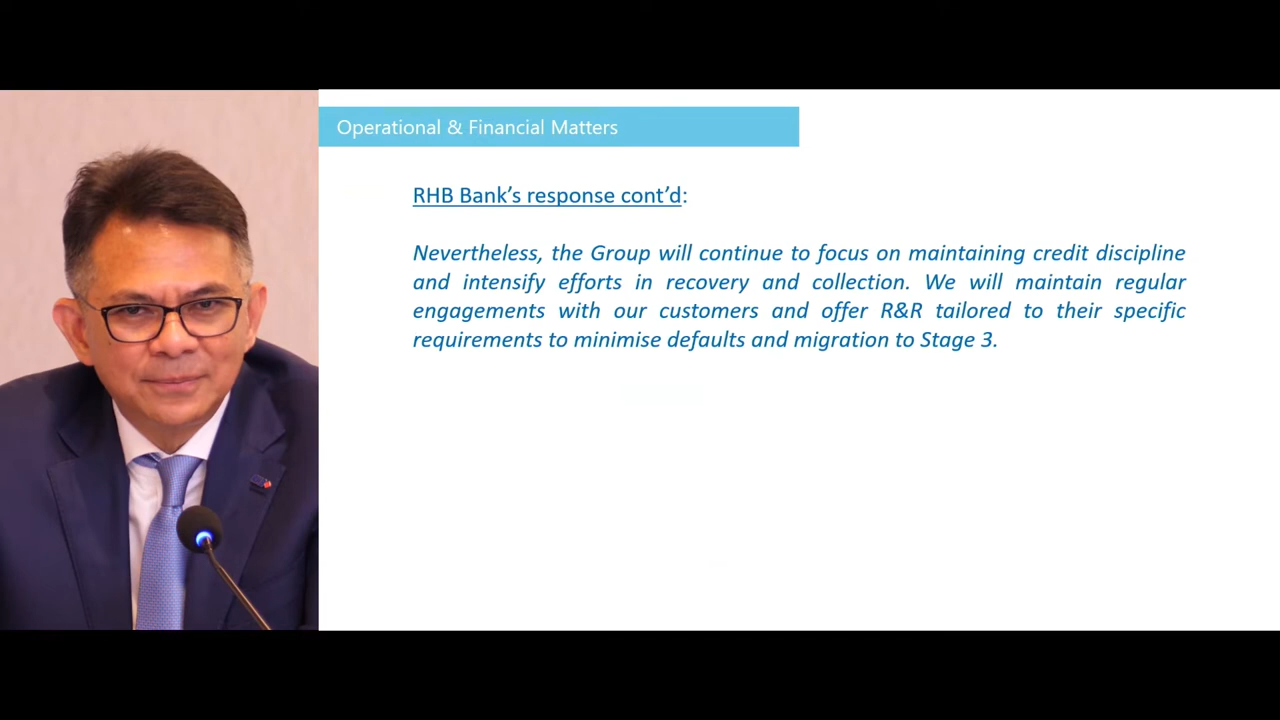 Operational & Financial Matters
RHB Bank’s response cont’d:
Nevertheless, the Group will continue to focus on maintaining credit discipline
and intensify efforts in recovery and collection. We will maintain regular
engagements with our customers and offer R&R tailored to their specific
requirements to minimise defaults and migration to Stage 3.